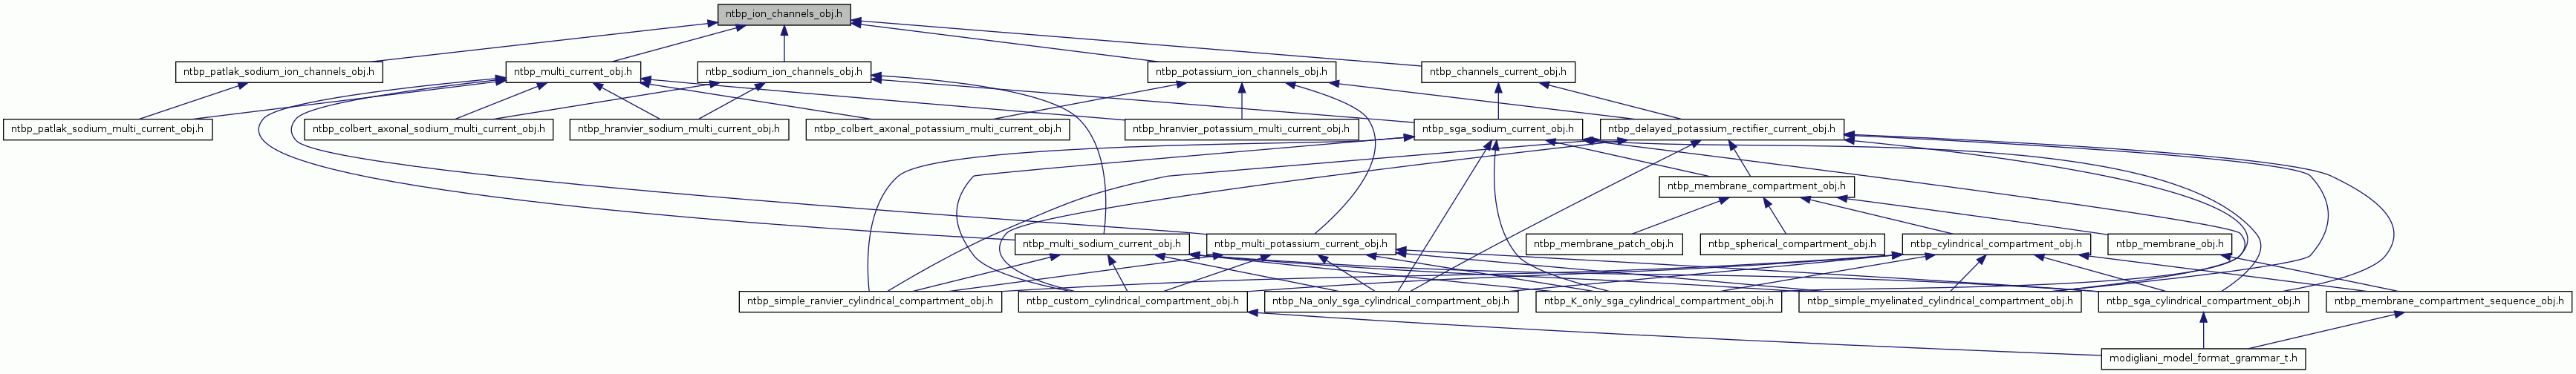 ntbp_ion_channels_obj.h
ntbp_patlak_sodium_ion_channels_obj.h
ntbp_multi_current_obj.h
ntbp_sodium_ion_channels_obj.h
ntbp_potassium_ion_channels_obj.h
ntbp_channels_current_obj.h
ntbp_patlak_sodium_multi_current_obj.h
ntbp_colbert_axonal_sodium_multi_current_obj.h
ntbp_hranvier_sodium_multi_current_obj.h
ntbp_colbert_axonal_potassium_multi_current_obj.h
ntbp_hranvier_potassium_multi_current_obj.h
ntbp_sga_sodium_current_obj.h
ntbp_delayed_potassium_rectifier_current_obj.h
ntbp_membrane_compartment_obj.h
ntbp_multi_sodium_current_obj.h
ntbp_multi_potassium_current_obj.h
ntbp_membrane_patch_obj.h
ntbp_spherical_compartment_obj.h
ntbp_cylindrical_compartment_obj.h
ntbp_membrane_obj.h
ntbp_simple_ranvier_cylindrical_compartment_obj.h
ntbp_custom_cylindrical_compartment_obj.h
ntbp_Na_only_sga_cylindrical_compartment_obj.h
ntbp_K_only_sga_cylindrical_compartment_obj.h
ntbp_simple_myelinated_cylindrical_compartment_obj.h
ntbp_sga_cylindrical_compartment_obj.h
ntbp_membrane_compartment_sequence_obj.h
modigliani_model_format_grammar_t.h